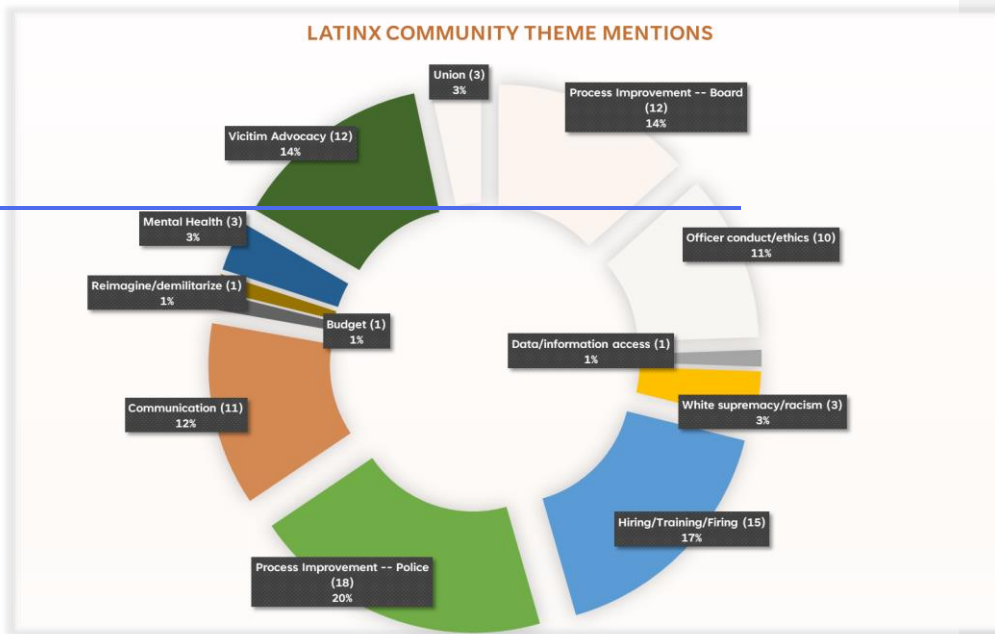 LATINX COMMUNITY THEME MENTIONS
Union (3)
3%
Process Improvement -- Board
(12)
14%
Vicitim Advocacy (12)
14%
Officer conduct/ethics (10)
11%
Mental Health (3)
3%
Reimagine/demilitarize (1)
1%
Budget (1)
1%
Data/information access (1)
1%
White supremacy/racism (3)
3%
Communication (11)
12%
Hiring/Training/Firing (15)
17%
Process Improvement -- Police
(18)
20%